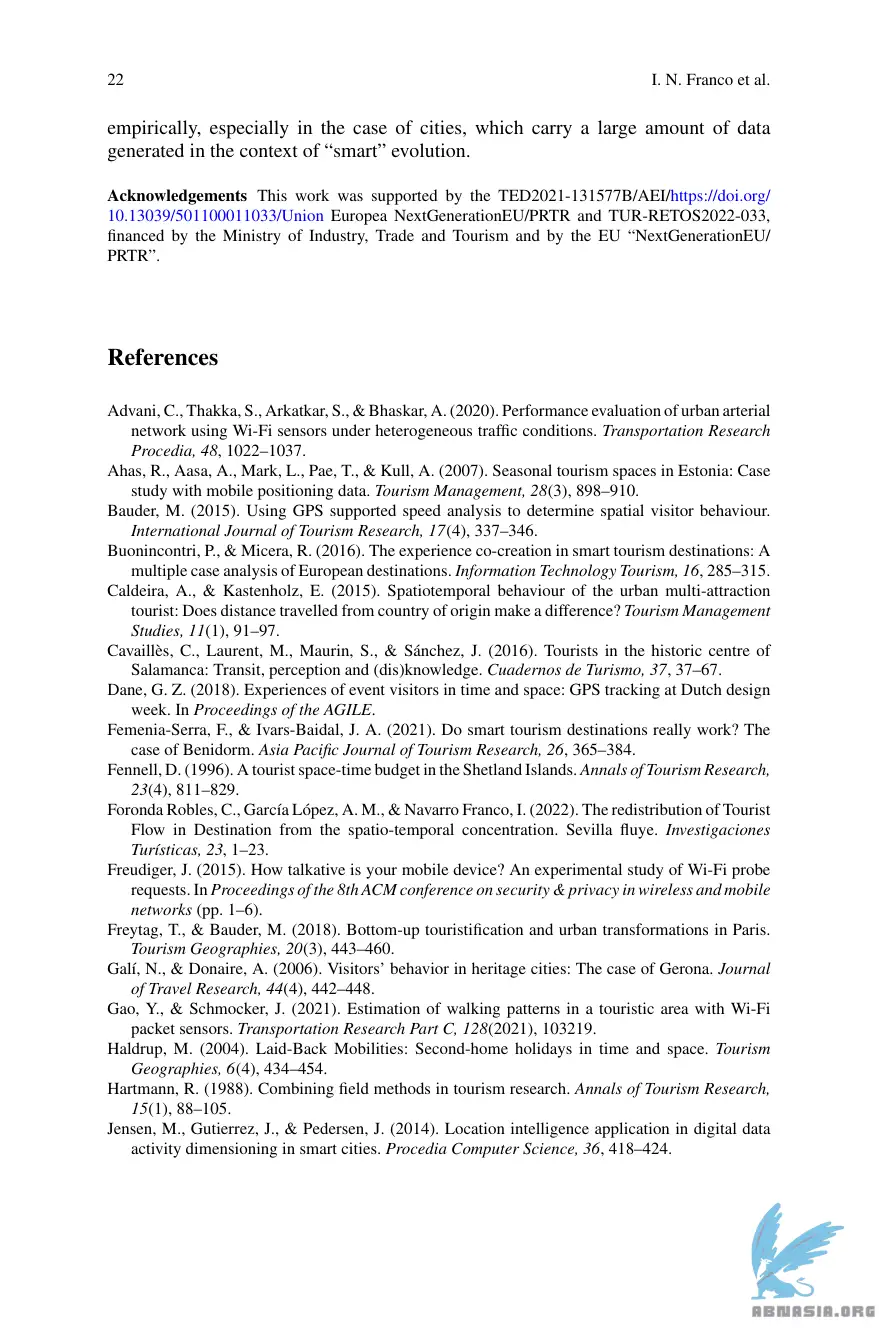 22 I. N. Franco et al.
empirically, especially in the case of cities, which carry a large amount of data
generated in the context of “smart” evolution.
Acknowledgements This work was supported by the TED2021-131577B/AEI/https://doi.org/
10.13039/501100011033/Union Europea NextGenerationEU/PRTR and TUR-RETOS2022-033,
financed by the Ministry of Industry, Trade and Tourism and by the EU “NextGenerationEU/
PRTR”.
References
Advani, C., Thakka, S., Arkatkar, S., & Bhaskar, A. (2020). Performance evaluation of urban arterial
network using Wi-Fi sensors under heterogeneous traffic conditions. Transportation Research
Procedia, 48, 1022–1037.
Ahas, R., Aasa, A., Mark, L., Pae, T., & Kull, A. (2007). Seasonal tourism spaces in Estonia: Case
study with mobile positioning data. Tourism Management, 28(3), 898–910.
Bauder, M. (2015). Using GPS supported speed analysis to determine spatial visitor behaviour.
International Journal of Tourism Research, 17(4), 337–346.
Buonincontri, P., & Micera, R. (2016). The experience co-creation in smart tourism destinations: A
multiple case analysis of European destinations. Information Technology Tourism, 16, 285–315.
Caldeira, A., & Kastenholz, E. (2015). Spatiotemporal behaviour of the urban multi-attraction
tourist: Does distance travelled from country of origin make a difference? Tourism Management
Studies, 11(1), 91–97.
Cavaillès, C., Laurent, M., Maurin, S., & Sánchez, J. (2016). Tourists in the historic centre of
Salamanca: Transit, perception and (dis)knowledge. Cuadernos de Turismo, 37, 37–67.
Dane, G. Z. (2018). Experiences of event visitors in time and space: GPS tracking at Dutch design
week. In Proceedings of the AGILE.
Femenia-Serra, F., & Ivars-Baidal, J. A. (2021). Do smart tourism destinations really work? The
case of Benidorm. Asia Pacific Journal of Tourism Research, 26, 365–384.
Fennell, D. (1996). A tourist space-time budget in the Shetland Islands. Annals of Tourism Research,
23(4), 811–829.
Foronda Robles, C., García López, A. M., & Navarro Franco, I. (2022). The redistribution of Tourist
Flow in Destination from the spatio-temporal concentration. Sevilla fluye. Investigaciones
Turísticas, 23, 1–23.
Freudiger, J. (2015). How talkative is your mobile device? An experimental study of Wi-Fi probe
requests. In Proceedings of the 8th ACM conference on security & privacy in wireless and mobile
networks (pp. 1–6).
Freytag, T., & Bauder, M. (2018). Bottom-up touristification and urban transformations in Paris.
Tourism Geographies, 20(3), 443–460.
Galí, N., & Donaire, A. (2006). Visitors’ behavior in heritage cities: The case of Gerona. Journal
of Travel Research, 44(4), 442–448.
Gao, Y., & Schmocker, J. (2021). Estimation of walking patterns in a touristic area with Wi-Fi
packet sensors. Transportation Research Part C, 128(2021), 103219.
Haldrup, M. (2004). Laid-Back Mobilities: Second-home holidays in time and space. Tourism
Geographies, 6(4), 434–454.
Hartmann, R. (1988). Combining field methods in tourism research. Annals of Tourism Research,
15(1), 88–105.
Jensen, M., Gutierrez, J., & Pedersen, J. (2014). Location intelligence application in digital data
activity dimensioning in smart cities. Procedia Computer Science, 36, 418–424.
ABMASIA.ORG